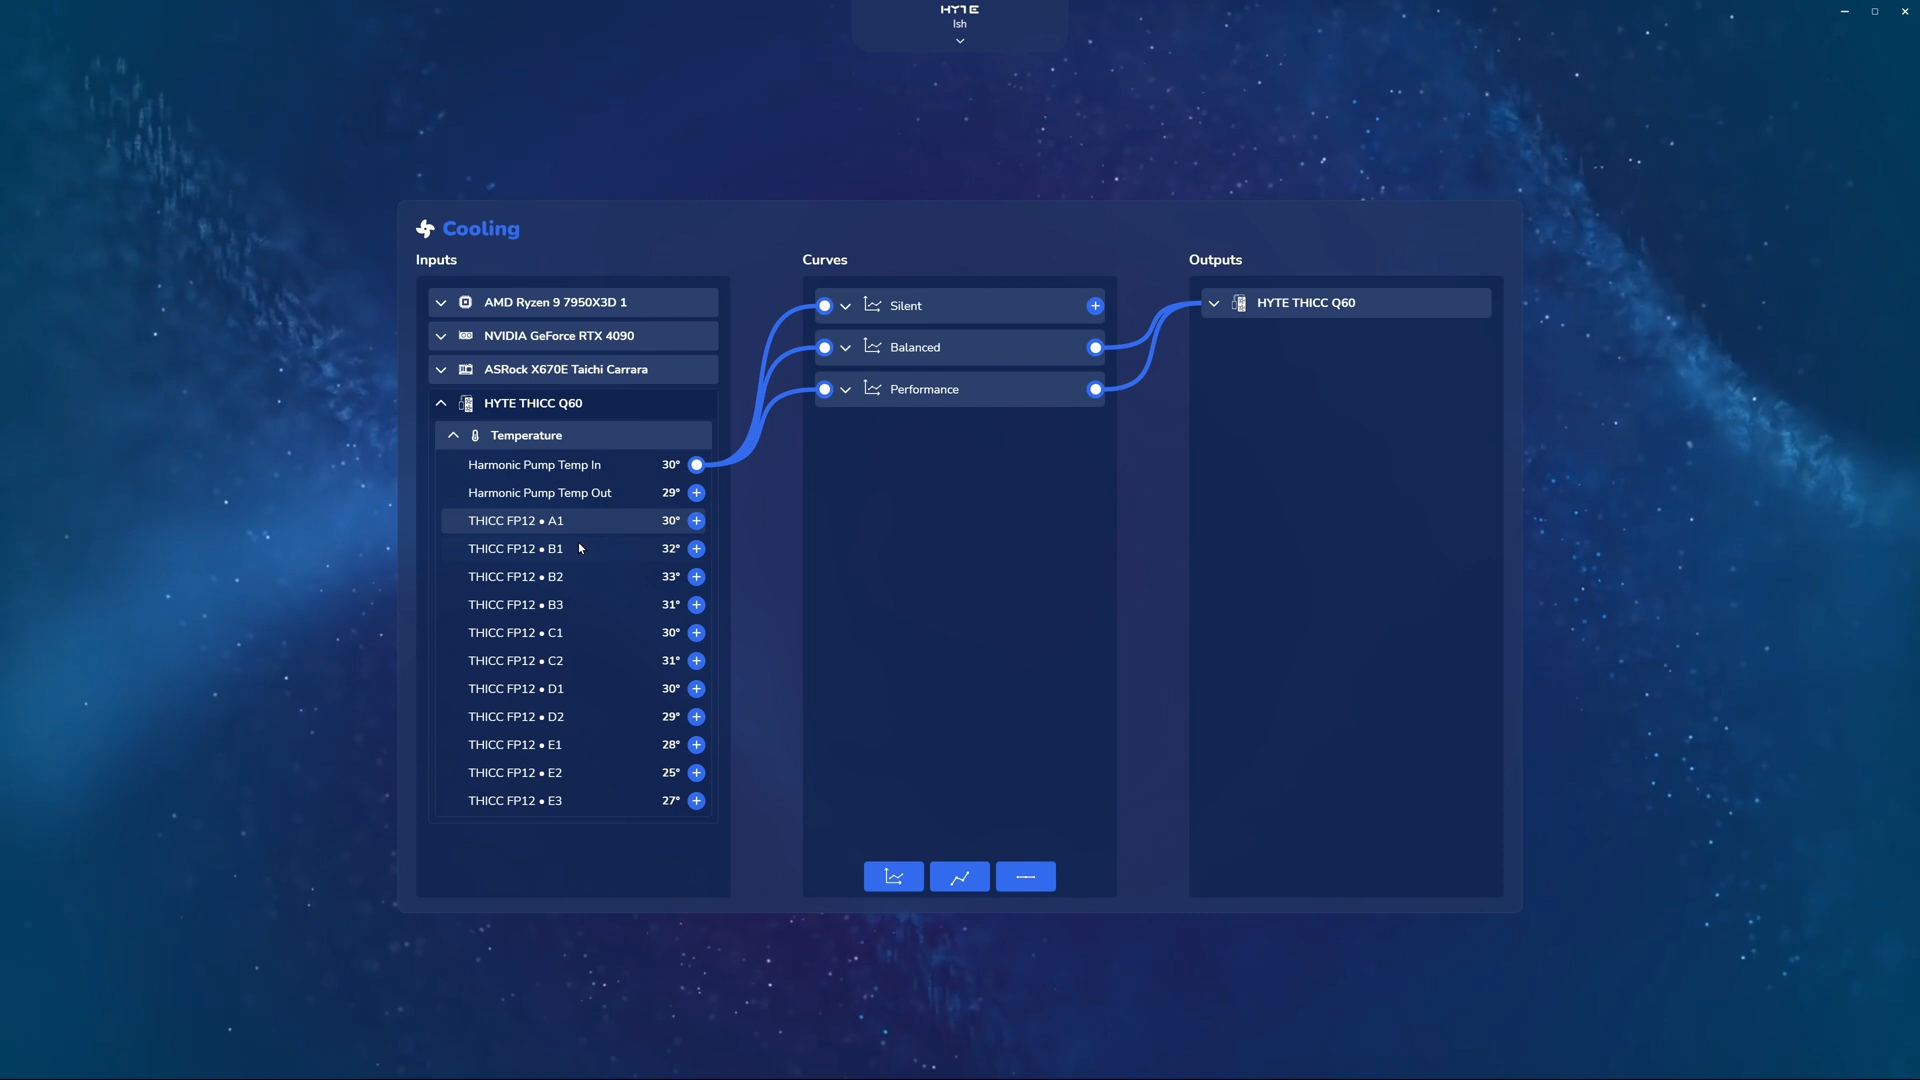 HYTE
Ish
Cooling
Inputs
Curves
Outputs
AMD Ryzen 9 7950X3D 1
NVIDIA GeForce RTX 4090
ASRock X670E Taichi Carrara
HYTE THICC Q60
Temperature
Harmonic Pump Temp In 30°
Harmonic Pump Temp Out 29°
THICC FP12 • A1 30°
THICC FP12 • B1 32°
THICC FP12 • B2 33°
THICC FP12 • B3 31°
THICC FP12 • C1 30°
THICC FP12 • C2 31°
THICC FP12 • D1 30°
THICC FP12 • D2 29°
THICC FP12 • E1 28°
THICC FP12 • E2 25°
THICC FP12 • E3 27°
Silent
Balanced
Performance
HYTE THICC Q60